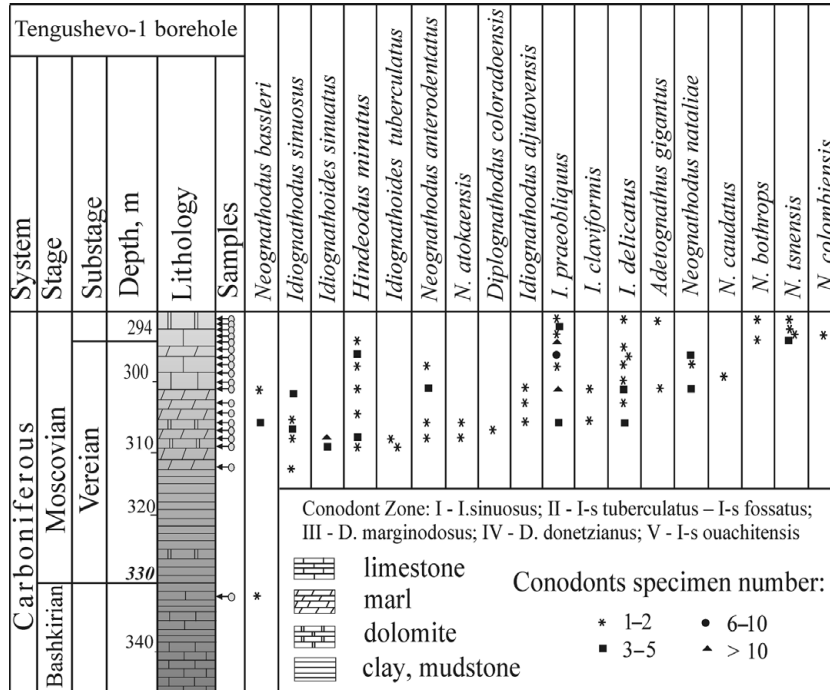 Tengushevo-1 borehole
System
Stage
Substage
Depth, m
Lithology
Samples
Neognathodus bassleri
Idiognathodus sinuosus
Idiognathoides sinuatus
Hindeodus minutus
Idiognathoides tuberculatus
Neognathodus anterodentatus
N. atokaensis
Diplognathodus coloradoensis
Idiognathodus aljutovensis
I. praeobliquus
I. claviformis
I. delicatus
Adetognathus gigantus
Neognathodus nataliae
N. caudatus
N. bothrops
N. tsnensis
N. colombiensis
Carboniferous
Moscovian
Bashkirian
Vereian
294
300
310
320
330
340
Conodont Zone: I - I.sinuosus; II - I-s tuberculatus – I-s fossatus;
III - D. marginodosus; IV - D. donetzianus; V - I-s ouachitensis
limestone
marl
dolomite
clay, mudstone
Conodonts specimen number:
* 1–2
■ 3–5
● 6–10
▲ > 10